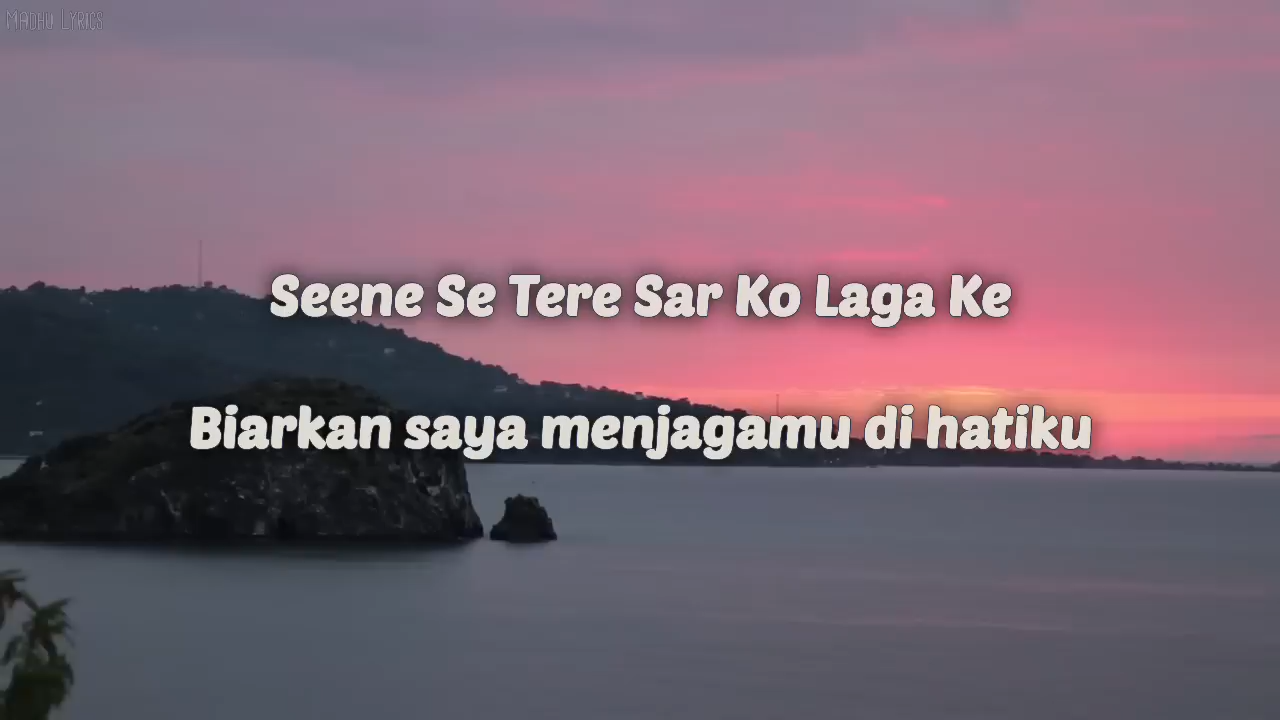 Madhu Lyrics
Seene Se Tere Sar Ko Laga Ke
Biarkan saya menjagamu di hatiku